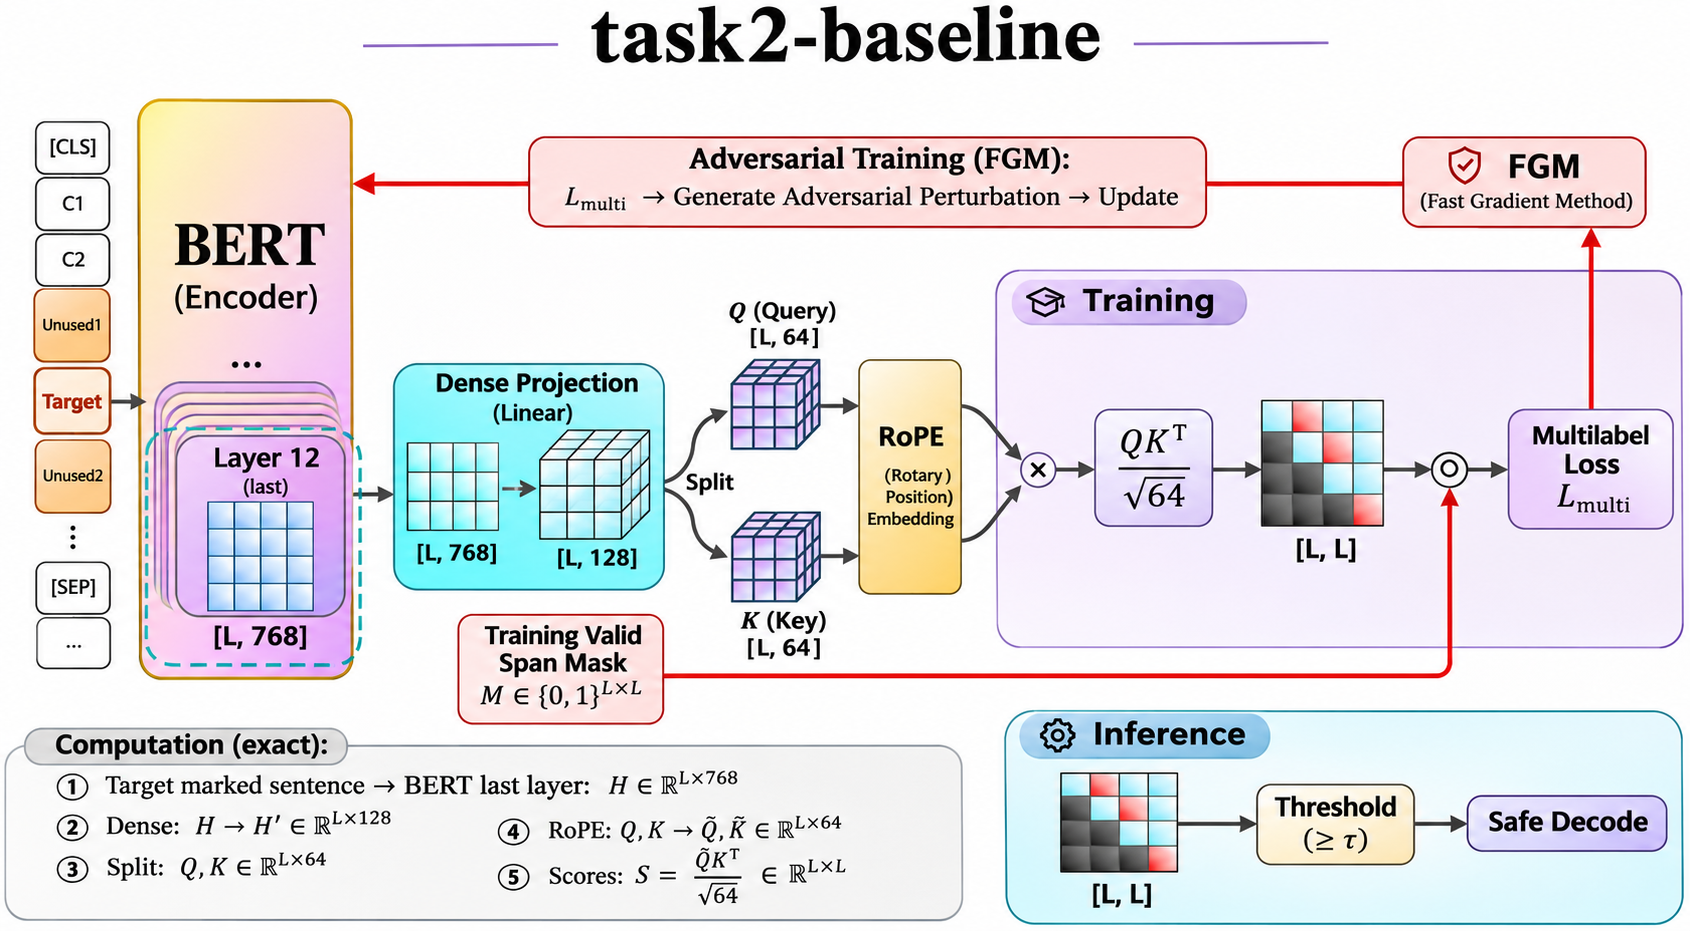 task2-baseline
[CLS]
C1
C2
Unused1
Target
Unused2
⋮
[SEP]
...
BERT
(Encoder)
...
Layer 12
(last)
[L, 768]
Adversarial Training (FGM):
L_multi → Generate Adversarial Perturbation → Update
FGM
(Fast Gradient Method)
Dense Projection
(Linear)
[L, 768]
[L, 128]
Split
Q (Query)
[L, 64]
K (Key)
[L, 64]
RoPE
(Rotary )
Position)
Embedding
Training
×
QK^T
√64
[L, L]
Multilabel
Loss
L_multi
Training Valid
Span Mask
M ∈ {0, 1}^{L×L}
Computation (exact):
① Target marked sentence → BERT last layer: H ∈ ℝ^{L×768}
② Dense: H → H′ ∈ ℝ^{L×128}
③ Split: Q, K ∈ ℝ^{L×64}
④ RoPE: Q, K → Q̃, K̃ ∈ ℝ^{L×64}
⑤ Scores: S = Q̃K^T / √64 ∈ ℝ^{L×L}
Inference
[L, L]
Threshold
(≥ τ)
Safe Decode